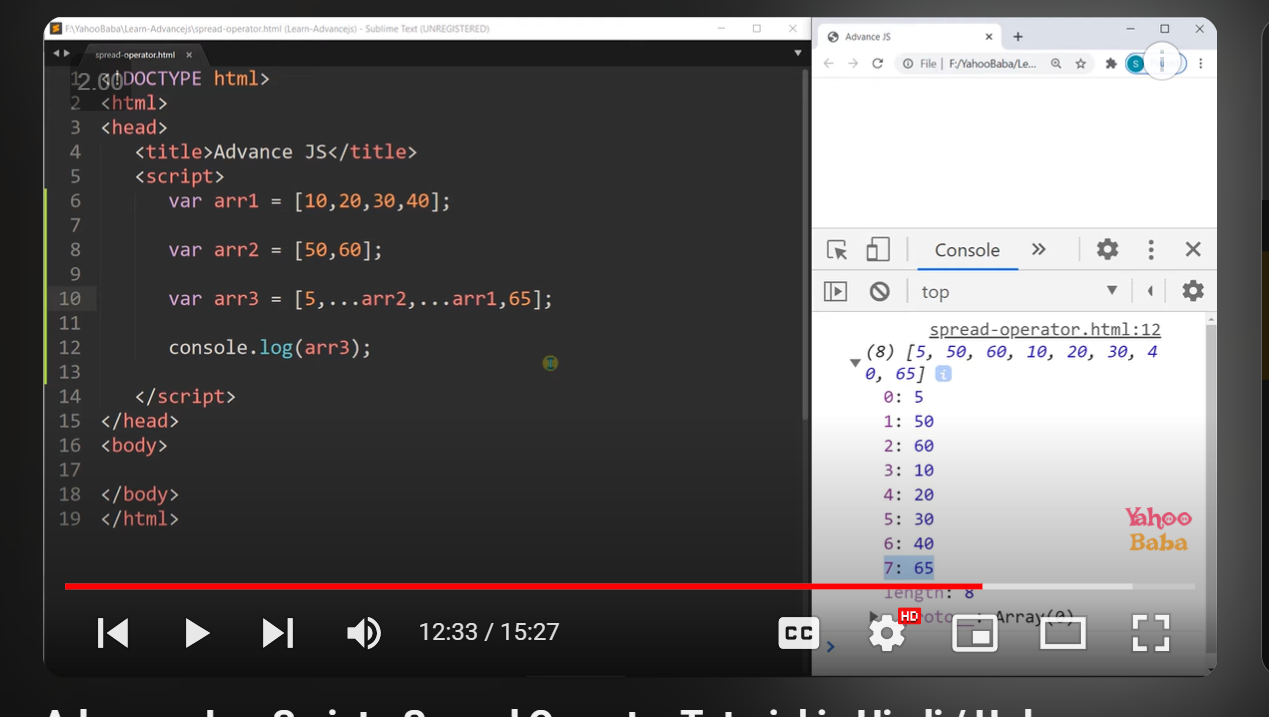 F:\YahooBaba\Learn-Advancejs\spread-operator.html (Learn-Advancejs) - Sublime Text (UNREGISTERED)
spread-operator.html
2.00
1 <!DOCTYPE html>
2 <html>
3 <head>
4 <title>Advance JS</title>
5 <script>
6 var arr1 = [10,20,30,40];
7
8 var arr2 = [50,60];
9
10 var arr3 = [5,...arr2,...arr1,65];
11
12 console.log(arr3);
13
14 </script>
15 </head>
16 <body>
17
18 </body>
19 </html>
Advance JS
File | F:/YahooBaba/Le...
S
Console
top
spread-operator.html:12
(8) [5, 50, 60, 10, 20, 30, 4
0, 65]
0: 5
1: 50
2: 60
3: 10
4: 20
5: 30
6: 40
7: 65
length: 8
Array(0)
Yahoo
Baba
12:33 / 15:27
CC
HD